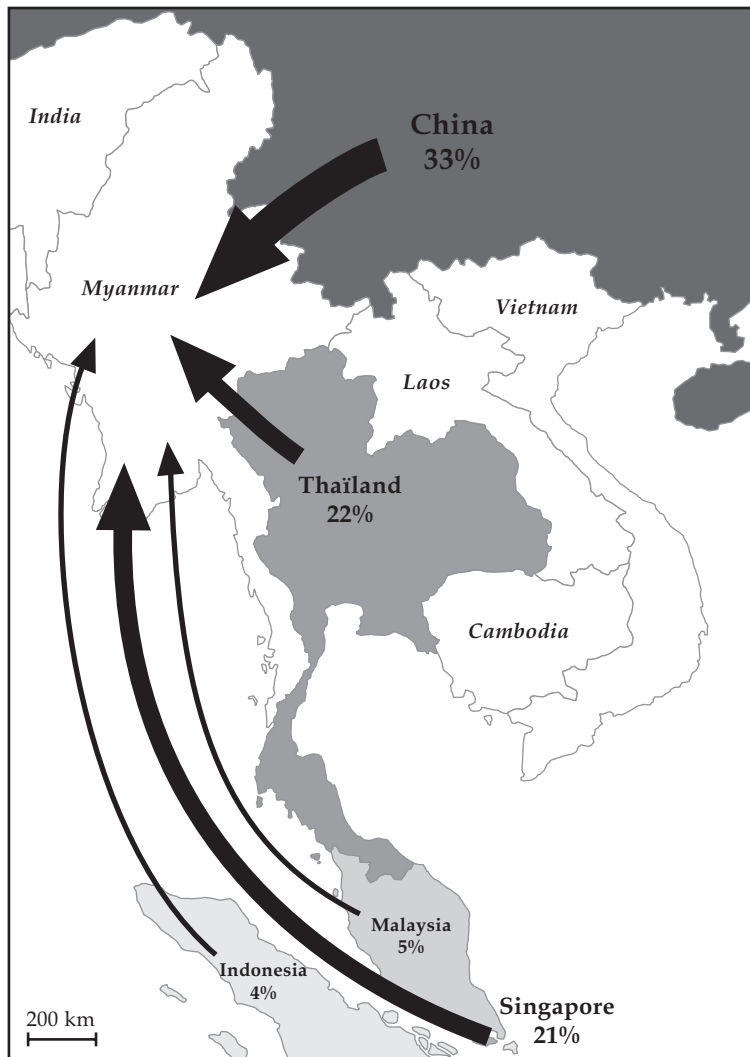 India
China
33%
Myanmar
Vietnam
Laos
Thaïland
22%
Cambodia
Malaysia
5%
Indonesia
4%
Singapore
21%
200 km